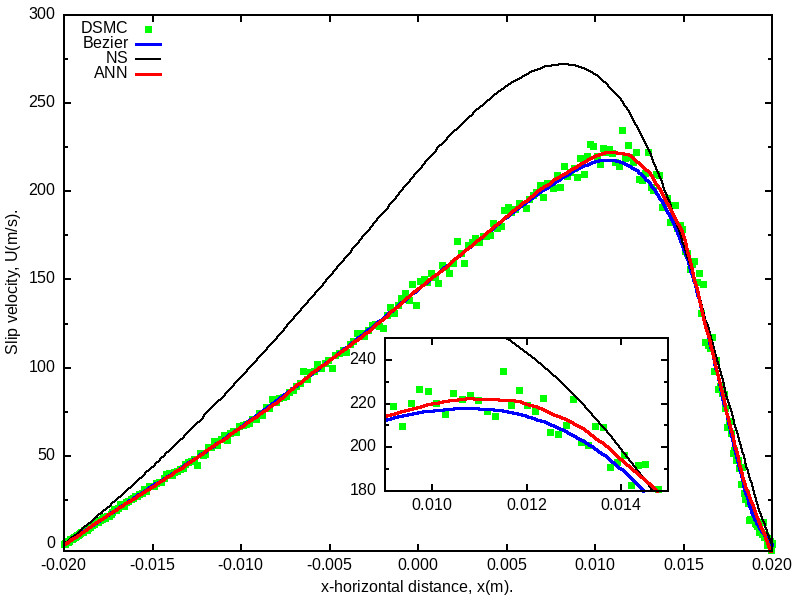 300
250
200
150
100
50
0
Slip velocity, U(m/s).
DSMC
Bezier
NS
ANN
240
220
200
180
0.010 0.012 0.014
-0.020 -0.015 -0.010 -0.005 0.000 0.005 0.010 0.015 0.020
x-horizontal distance, x(m).